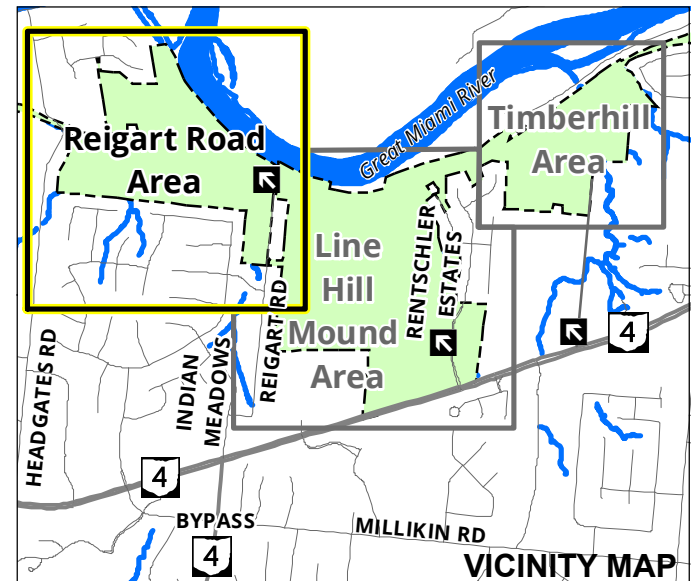 Great Miami River
Timberhill
Area
Reigart Road
Area
Line
Hill
Mound
Area
RENTSCHLER
ESTATES
REIGART RD
INDIAN
MEADOWS
HEADGATES RD
4
4
BYPASS
4
MILLIKIN RD
VICINITY MAP